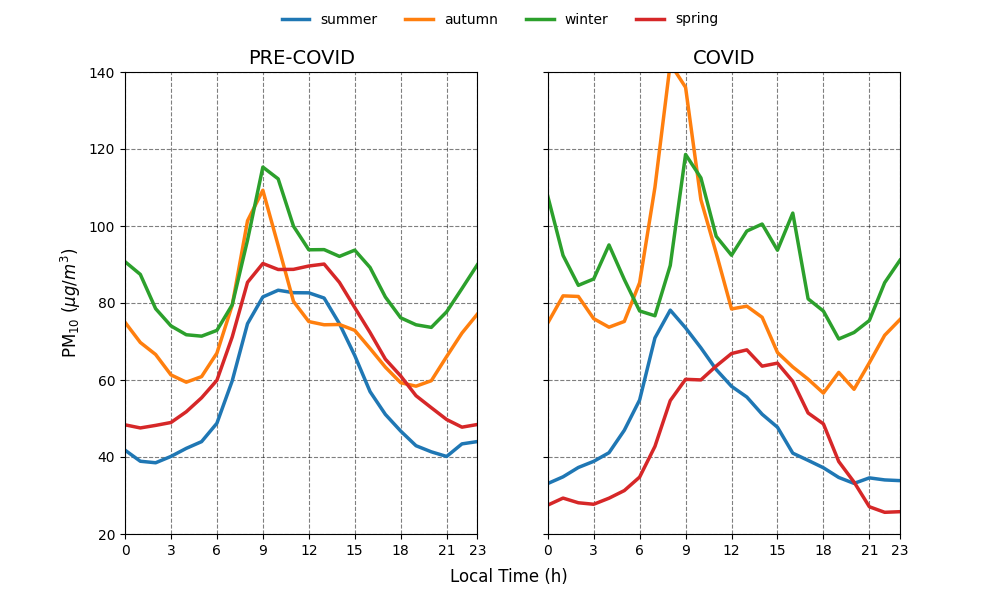 summer autumn winter spring
PRE-COVID COVID
PM₁₀ (μg/m³)
140
120
100
80
60
40
20
0 3 6 9 12 15 18 21 23 0 3 6 9 12 15 18 21 23
Local Time (h)